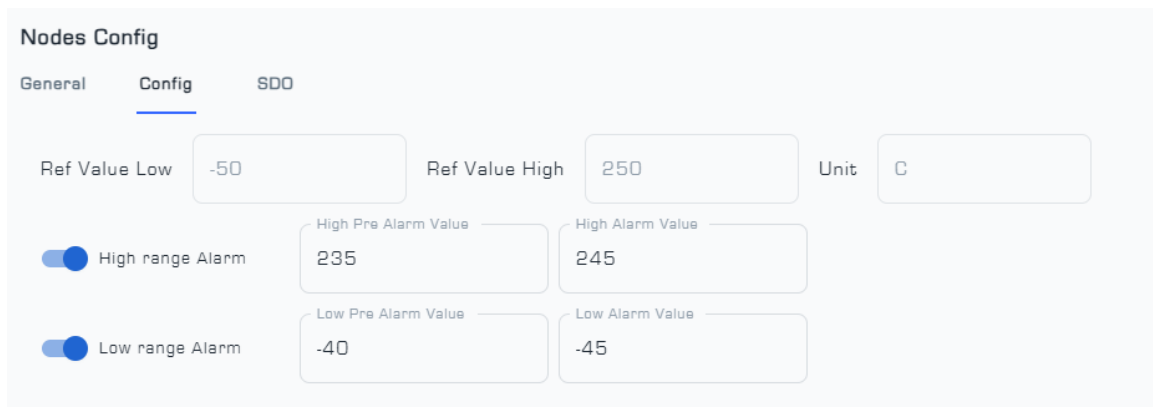 Nodes Config
General Config SDO
Ref Value Low -50 Ref Value High 250 Unit C
High Pre Alarm Value High Alarm Value
High range Alarm 235 245
Low Pre Alarm Value Low Alarm Value
Low range Alarm -40 -45